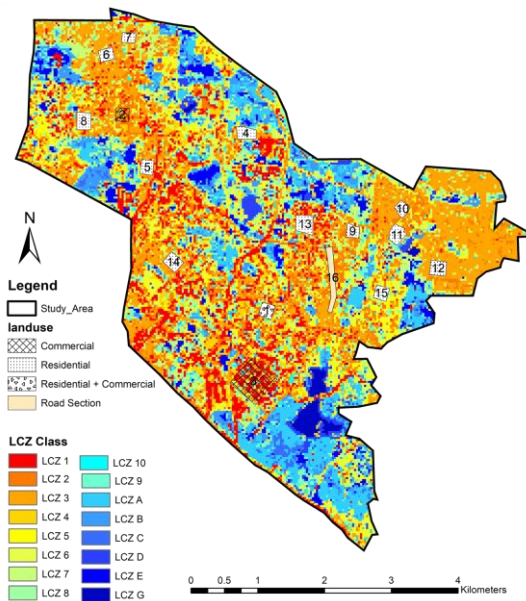 7
6
8
2
4
5
10
13
9
11
12
14
16
15
1
3
N
Legend
Study_Area
landuse
Commercial
Residential
Residential + Commercial
Road Section
LCZ Class
LCZ 1
LCZ 2
LCZ 3
LCZ 4
LCZ 5
LCZ 6
LCZ 7
LCZ 8
LCZ 10
LCZ 9
LCZ A
LCZ B
LCZ C
LCZ D
LCZ E
LCZ G
0 0.5 1 2 3 4
Kilometers